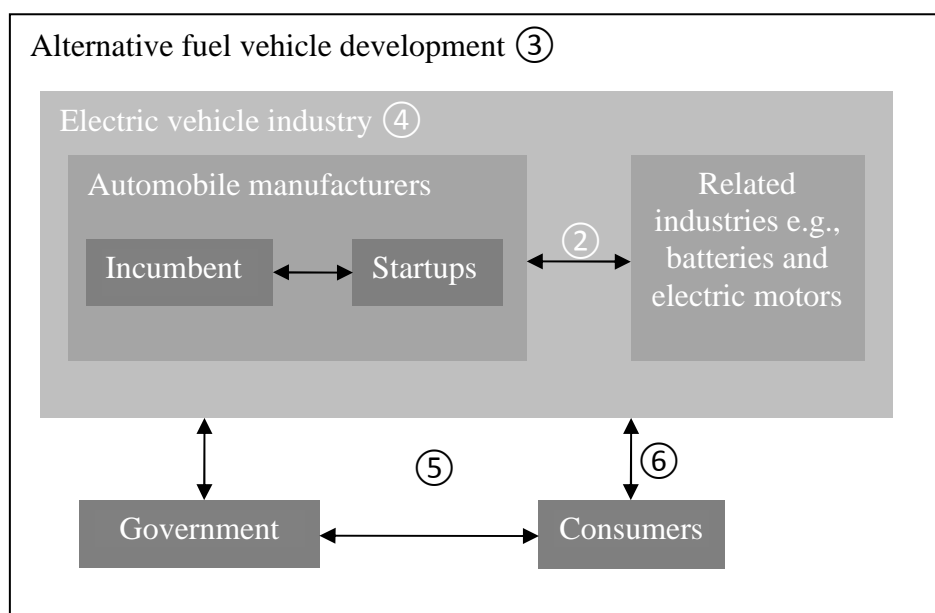 Alternative fuel vehicle development ③
Electric vehicle industry ④
Automobile manufacturers
Incumbent
Startups
②
Related
industries e.g.,
batteries and
electric motors
⑤
⑥
Government
Consumers